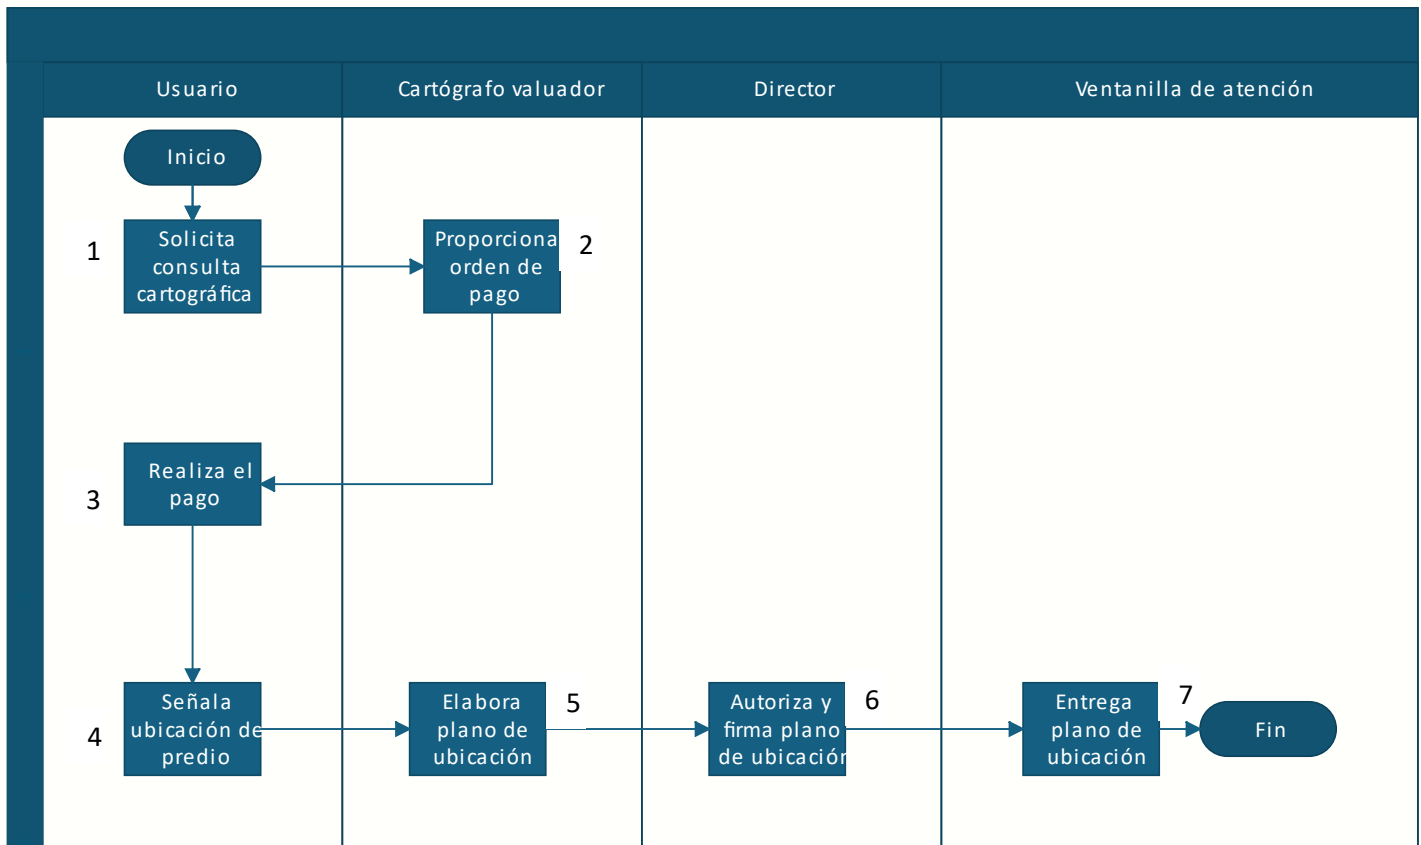 Usuario
Cartógrafo valuador
Director
Ventanilla de atención
Inicio
1
Solicita
consulta
cartográfica
Proporciona
orden de
pago
2
3
Realiza el
pago
4
Señala
ubicación de
predio
Elabora
plano de
ubicación
5
Autoriza y
firma plano
de ubicación
6
Entrega
plano de
ubicación
7
Fin